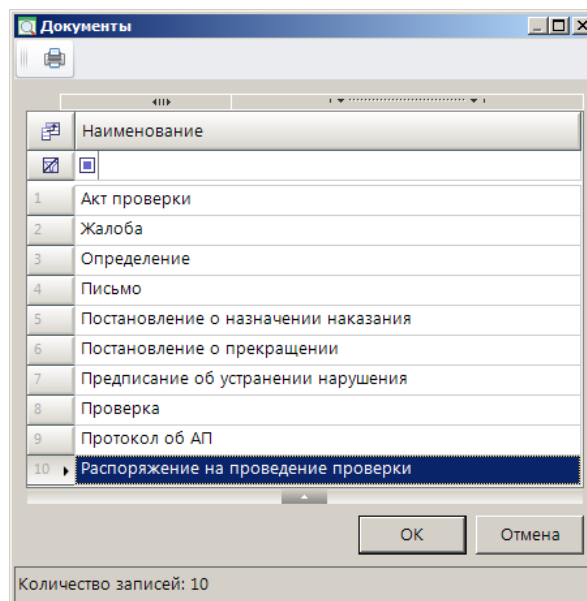 Документы
Наименование
1 Акт проверки
2 Жалоба
3 Определение
4 Письмо
5 Постановление о назначении наказания
6 Постановление о прекращении
7 Предписание об устранении нарушения
8 Проверка
9 Протокол об АП
10 Распоряжение на проведение проверки
ОК Отмена
Количество записей: 10